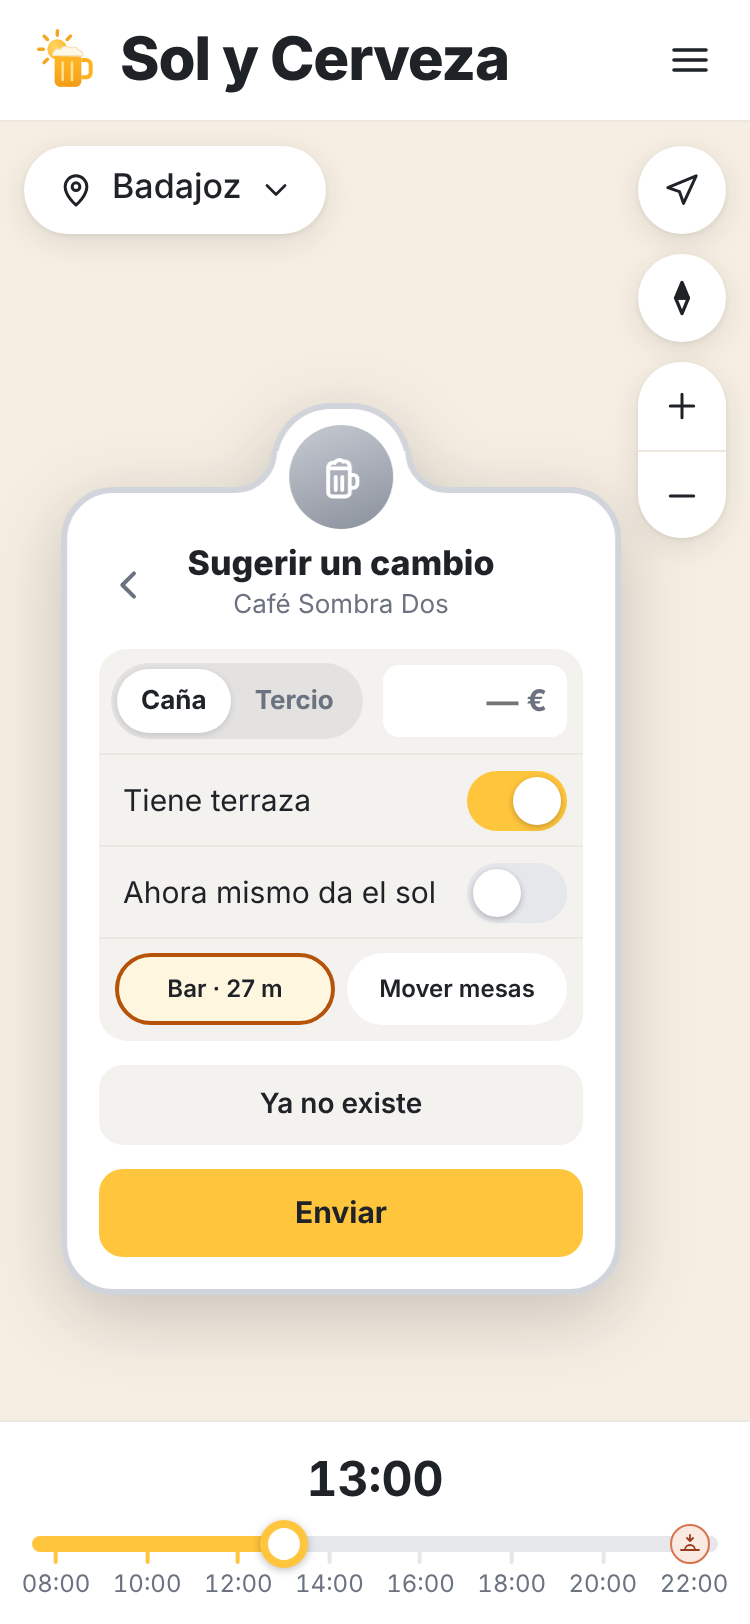 Sol y Cerveza
Badajoz
Sugerir un cambio
Café Sombra Dos
Caña Tercio — €
Tiene terraza
Ahora mismo da el sol
Bar · 27 m Mover mesas
Ya no existe
Enviar
13:00
08:00 10:00 12:00 14:00 16:00 18:00 20:00 22:00